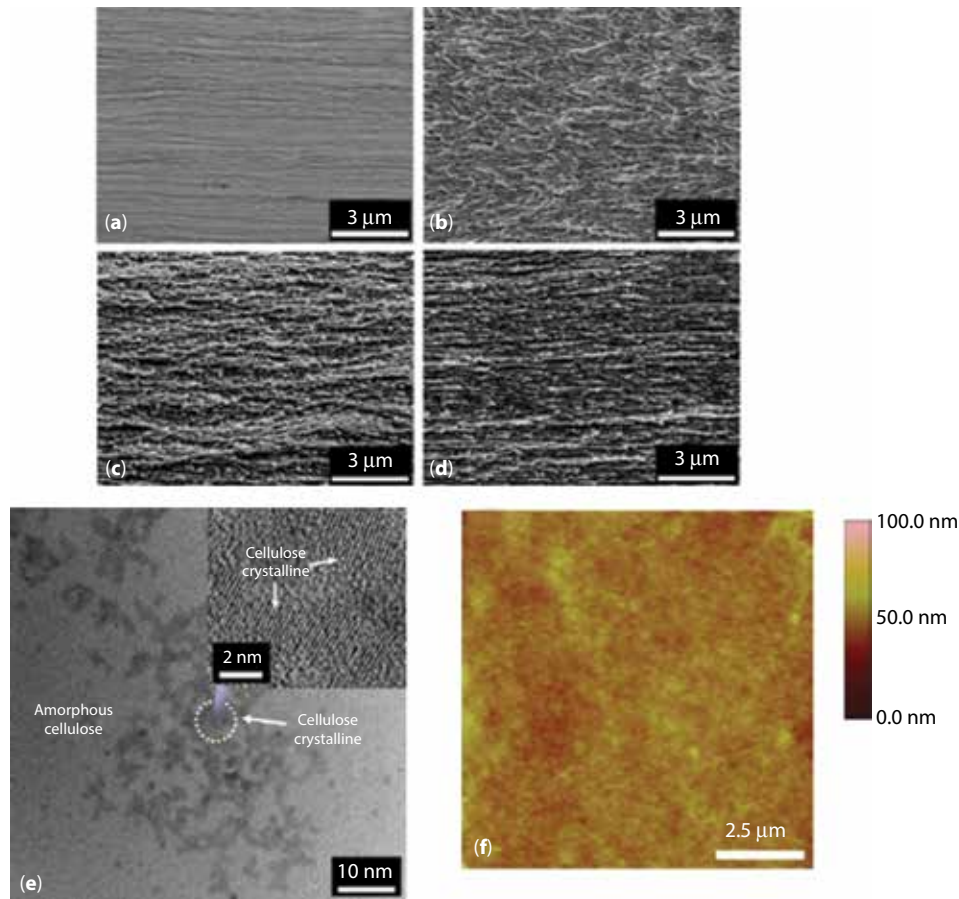 (a)
3 μm
(b)
3 μm
(c)
3 μm
(d)
3 μm
Cellulose
crystalline
2 nm
Amorphous
cellulose
Cellulose
crystalline
10 nm
(e)
2.5 μm
(f)
100.0 nm
50.0 nm
0.0 nm